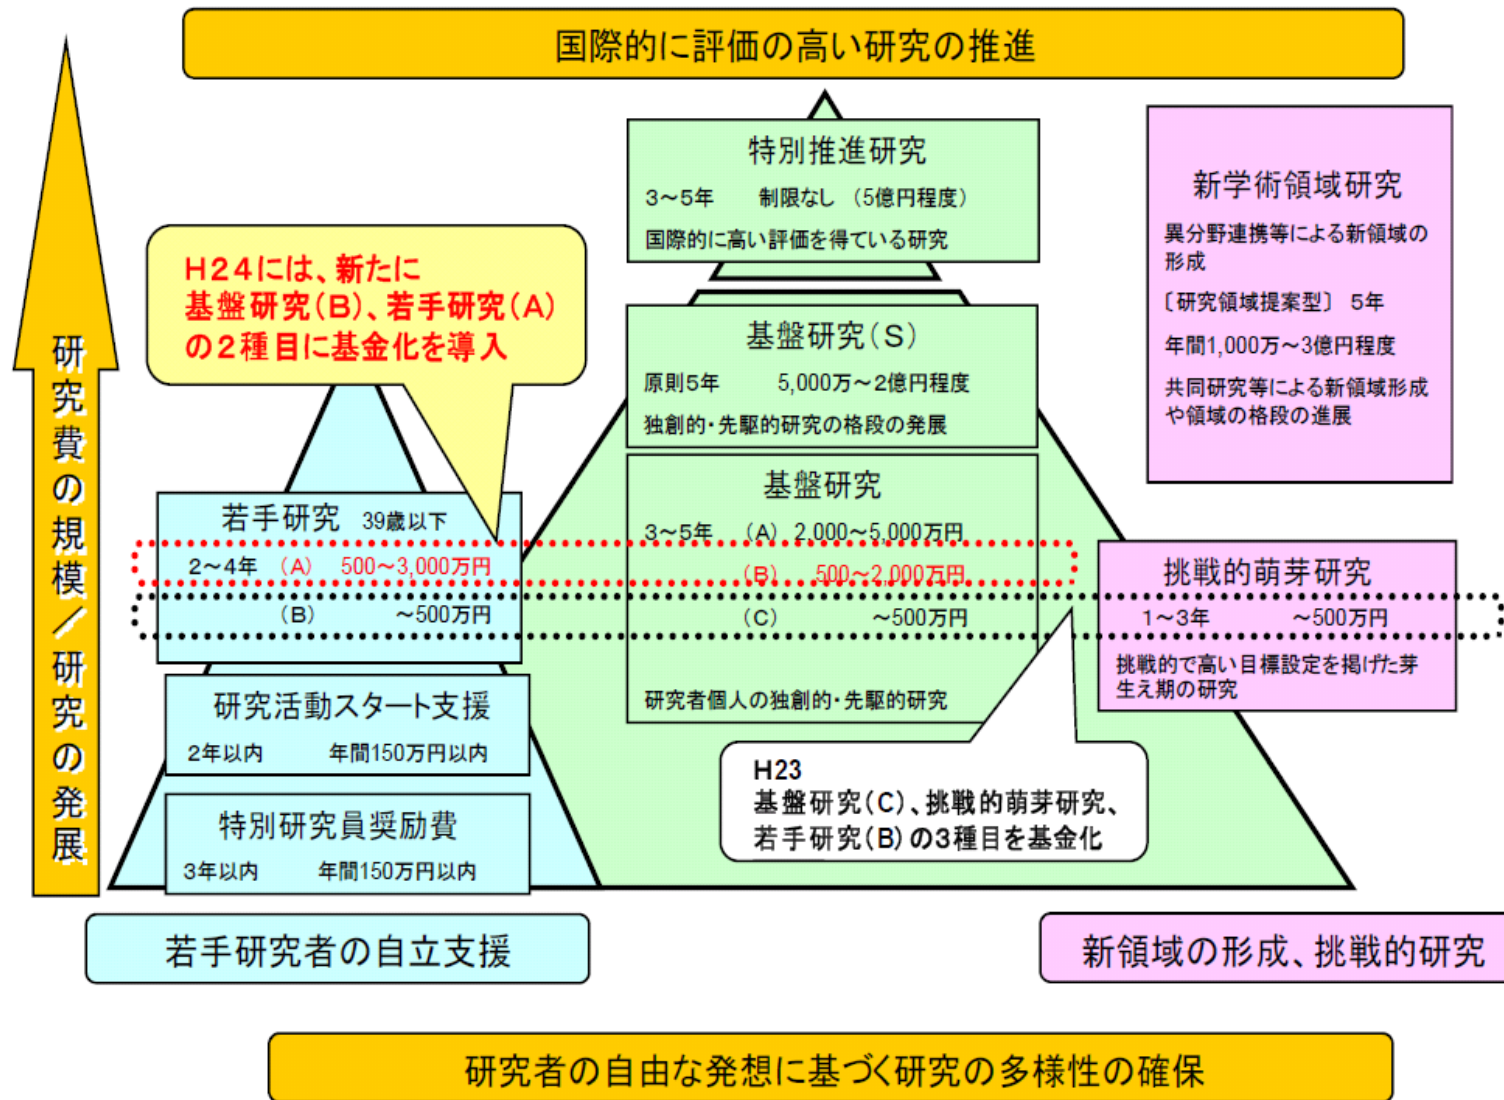 国際的に評価の高い研究の推進
研究費の規模／研究の発展
特別推進研究
3～5年　制限なし　（5億円程度）
国際的に高い評価を得ている研究
新学術領域研究
異分野連携等による新領域の
形成
〔研究領域提案型〕　5年
年間1,000万～3億円程度
共同研究等による新領域形成
や領域の格段の進展
H24には、新たに
基盤研究（B）、若手研究（A）
の2種目に基金化を導入
基盤研究（S）
原則5年　5,000万～2億円程度
独創的・先駆的研究の格段の発展
基盤研究
3～5年　（A）　2,000～5,000万円
（B）　500～2,000万円
（C）　～500万円
研究者個人の独創的・先駆的研究
若手研究　39歳以下
2～4年　（A）　500～3,000万円
（B）　～500万円
挑戦的萌芽研究
1～3年　～500万円
挑戦的で高い目標設定を掲げた芽
生え期の研究
研究活動スタート支援
2年以内　年間150万円以内
特別研究員奨励費
3年以内　年間150万円以内
H23
基盤研究（C）、挑戦的萌芽研究、
若手研究（B）の3種目を基金化
若手研究者の自立支援
新領域の形成、挑戦的研究
研究者の自由な発想に基づく研究の多様性の確保